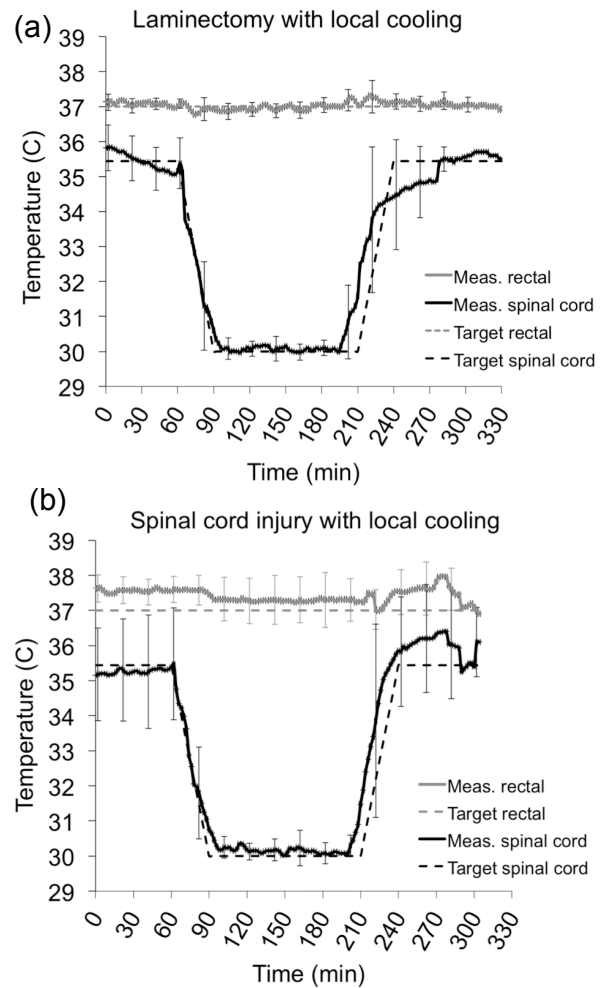 (a)
Laminectomy with local cooling
39
38
37
36
35
34
33
32
31
30
29
Temperature (C)
Meas. rectal
Meas. spinal cord
Target rectal
Target spinal cord
0
30
60
90
120
150
180
210
240
270
300
330
Time (min)
(b)
Spinal cord injury with local cooling
39
38
37
36
35
34
33
32
31
30
29
Temperature (C)
Meas. rectal
Target rectal
Meas. spinal cord
Target spinal cord
0
30
60
90
120
150
180
210
240
270
300
330
Time (min)